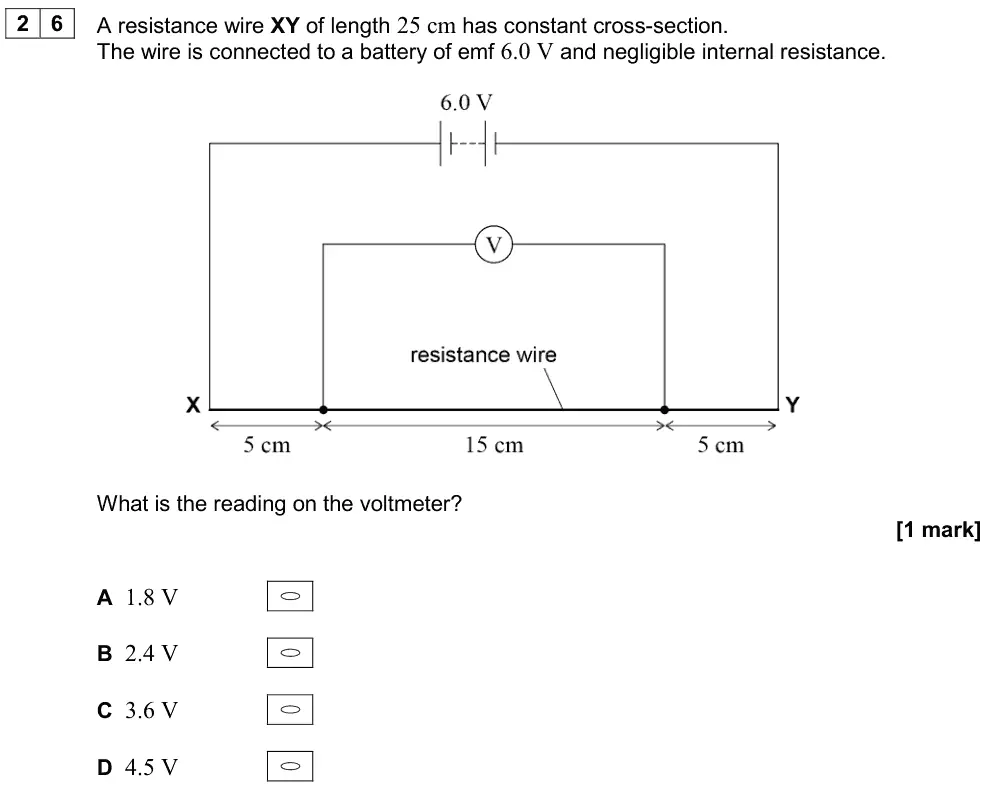 2 6 A resistance wire XY of length 25 cm has constant cross-section.
The wire is connected to a battery of emf 6.0 V and negligible internal resistance.
6.0 V
V
resistance wire
X Y
5 cm 15 cm 5 cm
What is the reading on the voltmeter?
[1 mark]
A 1.8 V
B 2.4 V
C 3.6 V
D 4.5 V